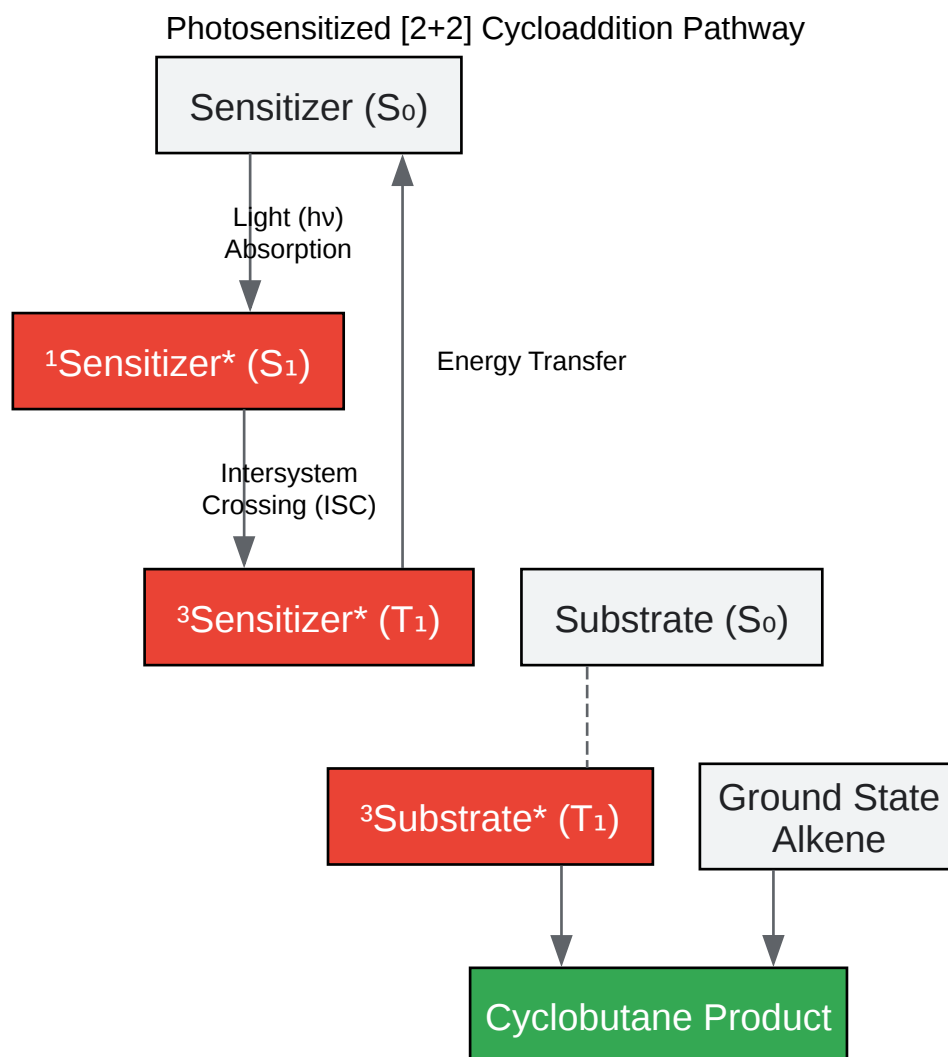 Photosensitized [2+2] Cycloaddition Pathway
Sensitizer (S₀)
Light (hν)
Absorption
¹Sensitizer* (S₁)
Energy Transfer
Intersystem
Crossing (ISC)
³Sensitizer* (T₁)
Substrate (S₀)
³Substrate* (T₁)
Ground State
Alkene
Cyclobutane Product